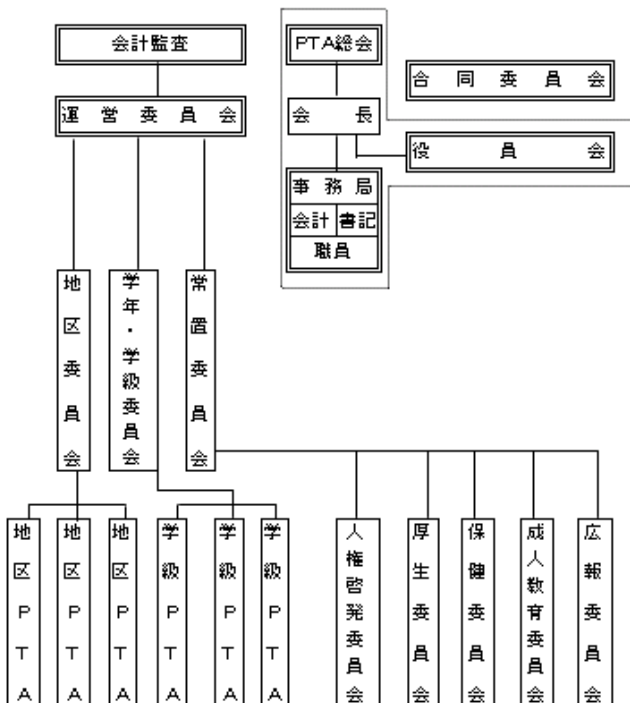 会計監査
PTA総会
合同委員会
運営委員会
会長
役員会
事務局
会計
書記
職員
地区委員会
学年・学級委員会
常置委員会
地区PTA
地区PTA
地区PTA
学級PTA
学級PTA
学級PTA
人権啓発委員会
厚生委員会
保健委員会
成人教育委員会
広報委員会